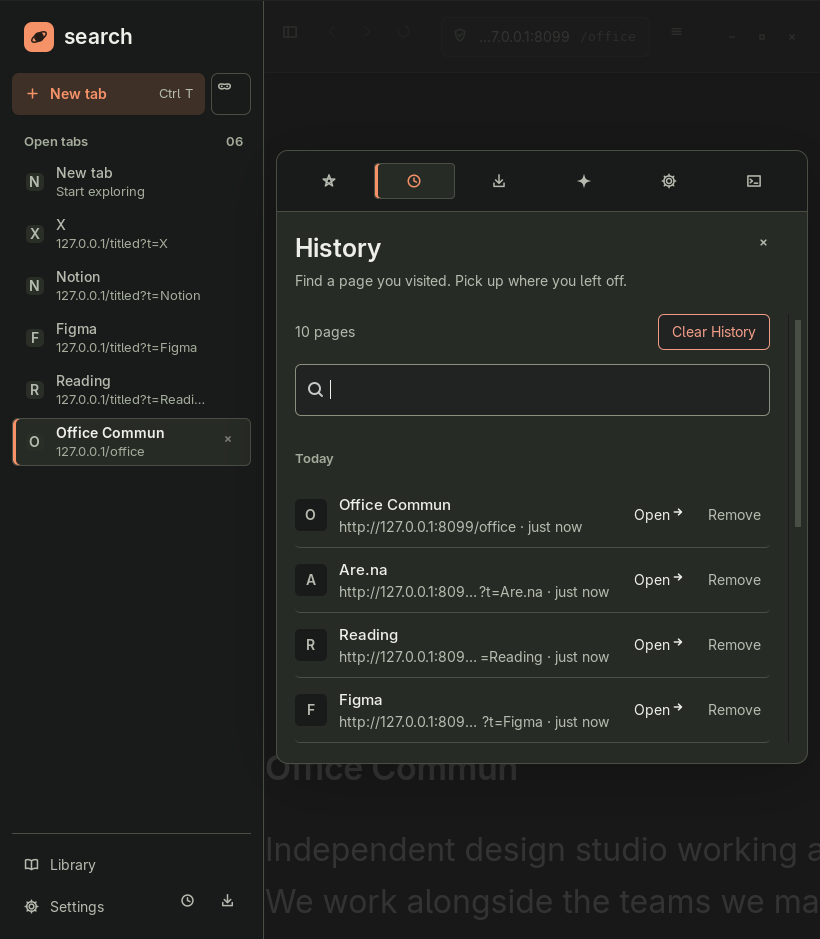 search
New tab
Ctrl T
Open tabs
06
N
New tab
Start exploring
X
X
127.0.0.1/titled?t=X
N
Notion
127.0.0.1/titled?t=Notion
F
Figma
127.0.0.1/titled?t=Figma
R
Reading
127.0.0.1/titled?t=Readi...
O
Office Commun
127.0.0.1/office
×
Library
Settings
...7.0.0.1:8099 /office
History
×
Find a page you visited. Pick up where you left off.
10 pages
Clear History
Today
O
Office Commun
http://127.0.0.1:8099/office · just now
Open
Remove
A
Are.na
http://127.0.0.1:809... ?t=Are.na · just now
Open
Remove
R
Reading
http://127.0.0.1:809... =Reading · just now
Open
Remove
F
Figma
http://127.0.0.1:809... ?t=Figma · just now
Open
Remove
Office Commun
Independent design studio working a
We work alongside the teams we ma